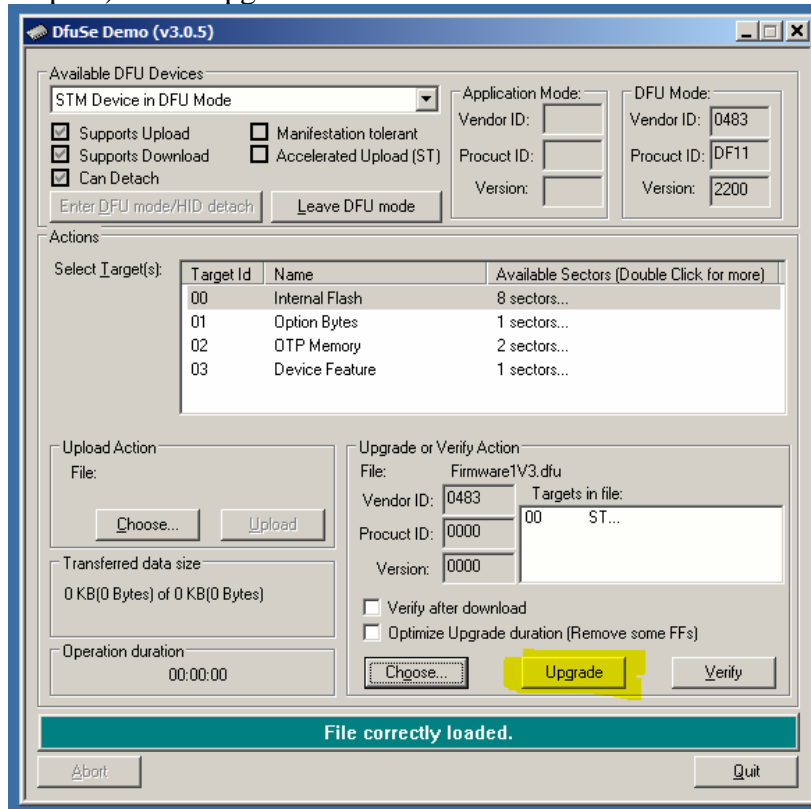 DfuSe Demo (v3.0.5)
Available DFU Devices
STM Device in DFU Mode
Supports Upload
Manifestation tolerant
Supports Download
Accelerated Upload (ST)
Can Detach
Enter DFU mode/HID detach
Leave DFU mode
Application Mode:
Vendor ID:
Procuct ID:
Version:
DFU Mode:
Vendor ID: 0483
Procuct ID: DF11
Version: 2200
Actions
Select Target(s):
Target Id Name Available Sectors (Double Click for more)
00 Internal Flash 8 sectors...
01 Option Bytes 1 sectors...
02 OTP Memory 2 sectors...
03 Device Feature 1 sectors...
Upload Action
File:
Choose... Upload
Transferred data size
0 KB(0 Bytes) of 0 KB(0 Bytes)
Operation duration
00:00:00
Upgrade or Verify Action
File: Firmware1V3.dfu
Vendor ID: 0483
Procuct ID: 0000
Version: 0000
Targets in file:
00 ST...
Verify after download
Optimize Upgrade duration (Remove some FFs)
Choose... Upgrade Verify
File correctly loaded.
Abort Quit